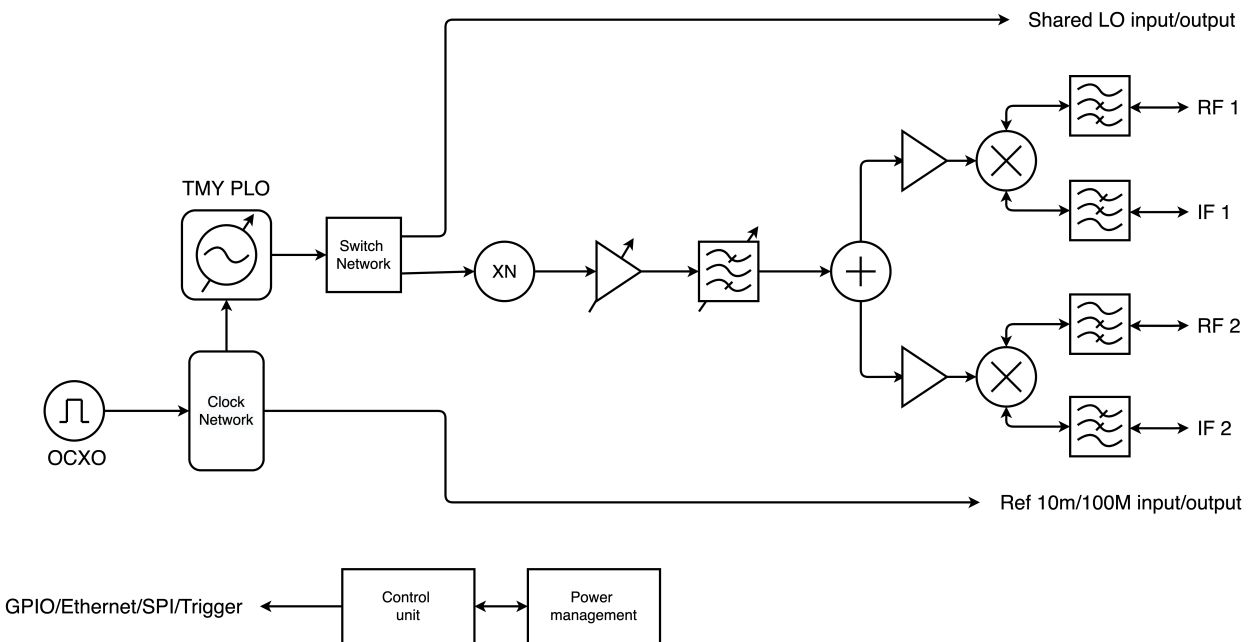 Shared LO input/output
RF 1
TMY PLO
IF 1
Switch
Network
XN
RF 2
Clock
Network
IF 2
OCXO
Ref 10m/100M input/output
GPIO/Ethernet/SPI/Trigger
Control
unit
Power
management